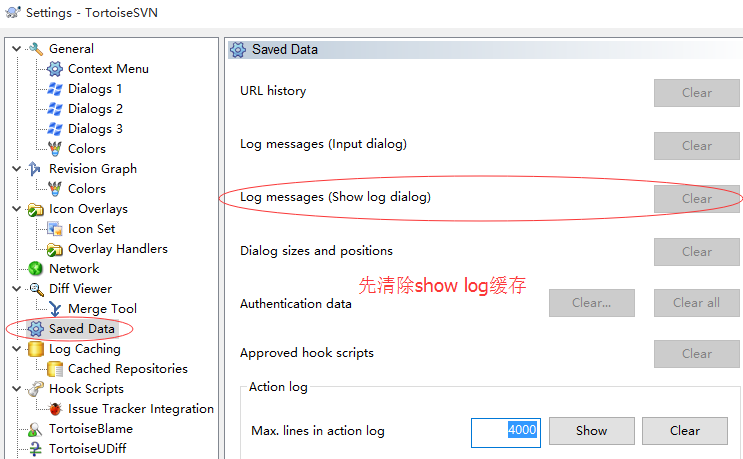 Settings - TortoiseSVN
General
Context Menu
Dialogs 1
Dialogs 2
Dialogs 3
Colors
Revision Graph
Colors
Icon Overlays
Icon Set
Overlay Handlers
Network
Diff Viewer
Merge Tool
Saved Data
Log Caching
Cached Repositories
Hook Scripts
Issue Tracker Integration
TortoiseBlame
TortoiseUDiff
Saved Data
URL history Clear
Log messages (Input dialog) Clear
Log messages (Show log dialog) Clear
Dialog sizes and positions Clear
先清除show log缓存
Authentication data Clear... Clear all
Approved hook scripts Clear
Action log
Max. lines in action log 4000 Show Clear